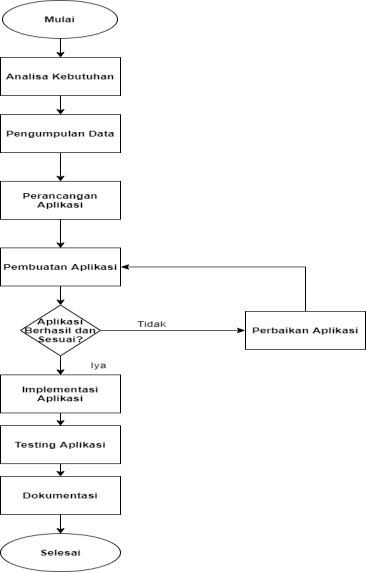 Mulai
Analisa Kebutuhan
Pengumpulan Data
Perancangan
Aplikasi
Pembuatan Aplikasi
Aplikasi
Berhasil dan
Sesuai?
Tidak
Perbaikan Aplikasi
Iya
Implementasi
Aplikasi
Testing Aplikasi
Dokumentasi
Selesai